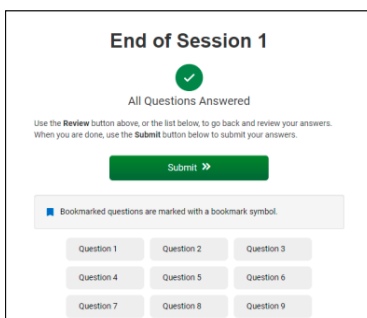 End of Session 1
All Questions Answered
Use the Review button above, or the list below, to go back and review your answers.
When you are done, use the Submit button below to submit your answers.
Submit »
Bookmarked questions are marked with a bookmark symbol.
Question 1 Question 2 Question 3
Question 4 Question 5 Question 6
Question 7 Question 8 Question 9